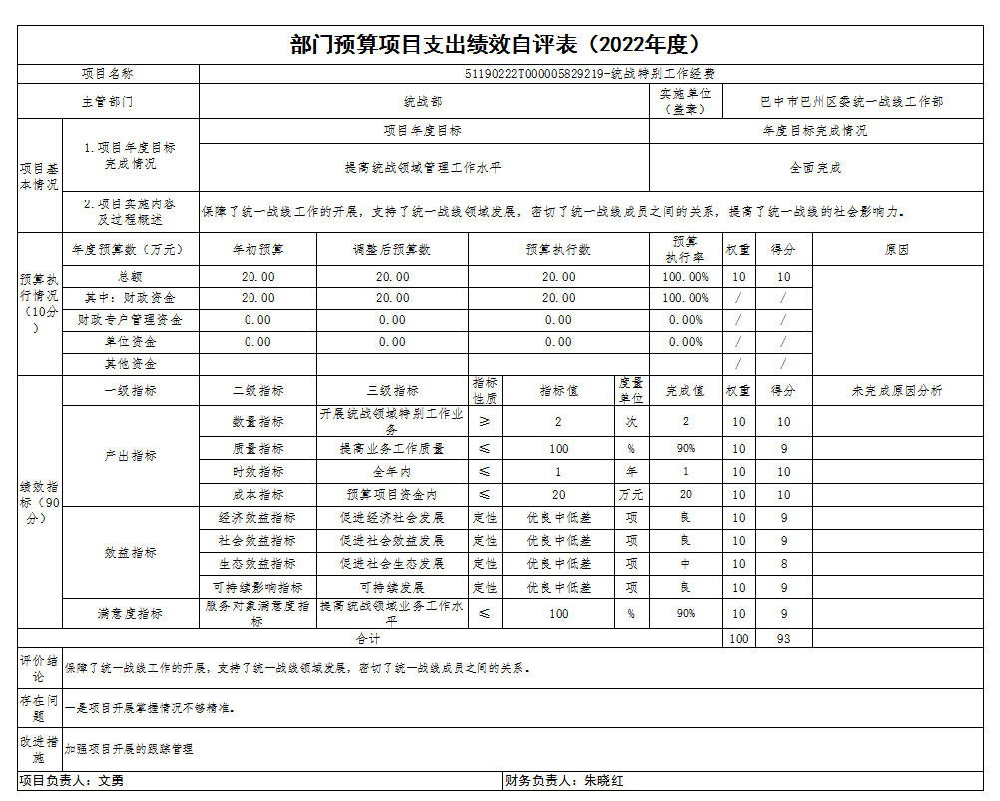 部门预算项目支出绩效自评表（2022年度）
项目名称 51190222T000005829219-统战特别工作经费
主管部门 统战部 实施单位（盖章） 巴中市巴州区委统一战线工作部
项目基本情况 1.项目年度目标完成情况 项目年度目标 年度目标完成情况
提高统战领域管理工作水平 全面完成
2.项目实施内容及过程概述 保障了统一战线工作的开展，支持了统一战线领域发展，密切了统一战线成员之间的关系，提高了统一战线的社会影响力。
预算执行情况（10分） 年度预算数（万元） 年初预算 调整后预算数 预算执行数 预算执行率 权重 得分 原因
总额 20.00 20.00 20.00 100.00% 10 10
其中：财政资金 20.00 20.00 20.00 100.00% / /
财政专户管理资金 0.00 0.00 0.00 0.00% / /
单位资金 0.00 0.00 0.00 0.00% / /
其他资金 / /
绩效指标（90分） 一级指标 二级指标 三级指标 指标性质 指标值 度量单位 完成值 权重 得分 未完成原因分析
产出指标 数量指标 开展统战领域特别工作业务 ≥ 2 次 2 10 10
质量指标 提高业务工作质量 ≤ 100 % 90% 10 9
时效指标 全年内 ≤ 1 年 1 10 10
成本指标 预算项目资金内 ≤ 20 万元 20 10 10
效益指标 经济效益指标 促进经济社会发展 定性 优良中低差 项 良 10 9
社会效益指标 促进社会效益发展 定性 优良中低差 项 良 10 9
生态效益指标 促进社会生态发展 定性 优良中低差 项 中 10 8
可持续影响指标 可持续发展 定性 优良中低差 项 良 10 9
满意度指标 服务对象满意度指标 提高统战领域业务工作水平 ≤ 100 % 90% 10 9
合计 100 93
评价结论 保障了统一战线工作的开展，支持了统一战线领域发展，密切了统一战线成员之间的关系。
存在问题 一是项目开展掌握情况不够精准。
改进措施 加强项目开展的跟踪管理
项目负责人：文勇 财务负责人：朱晓红